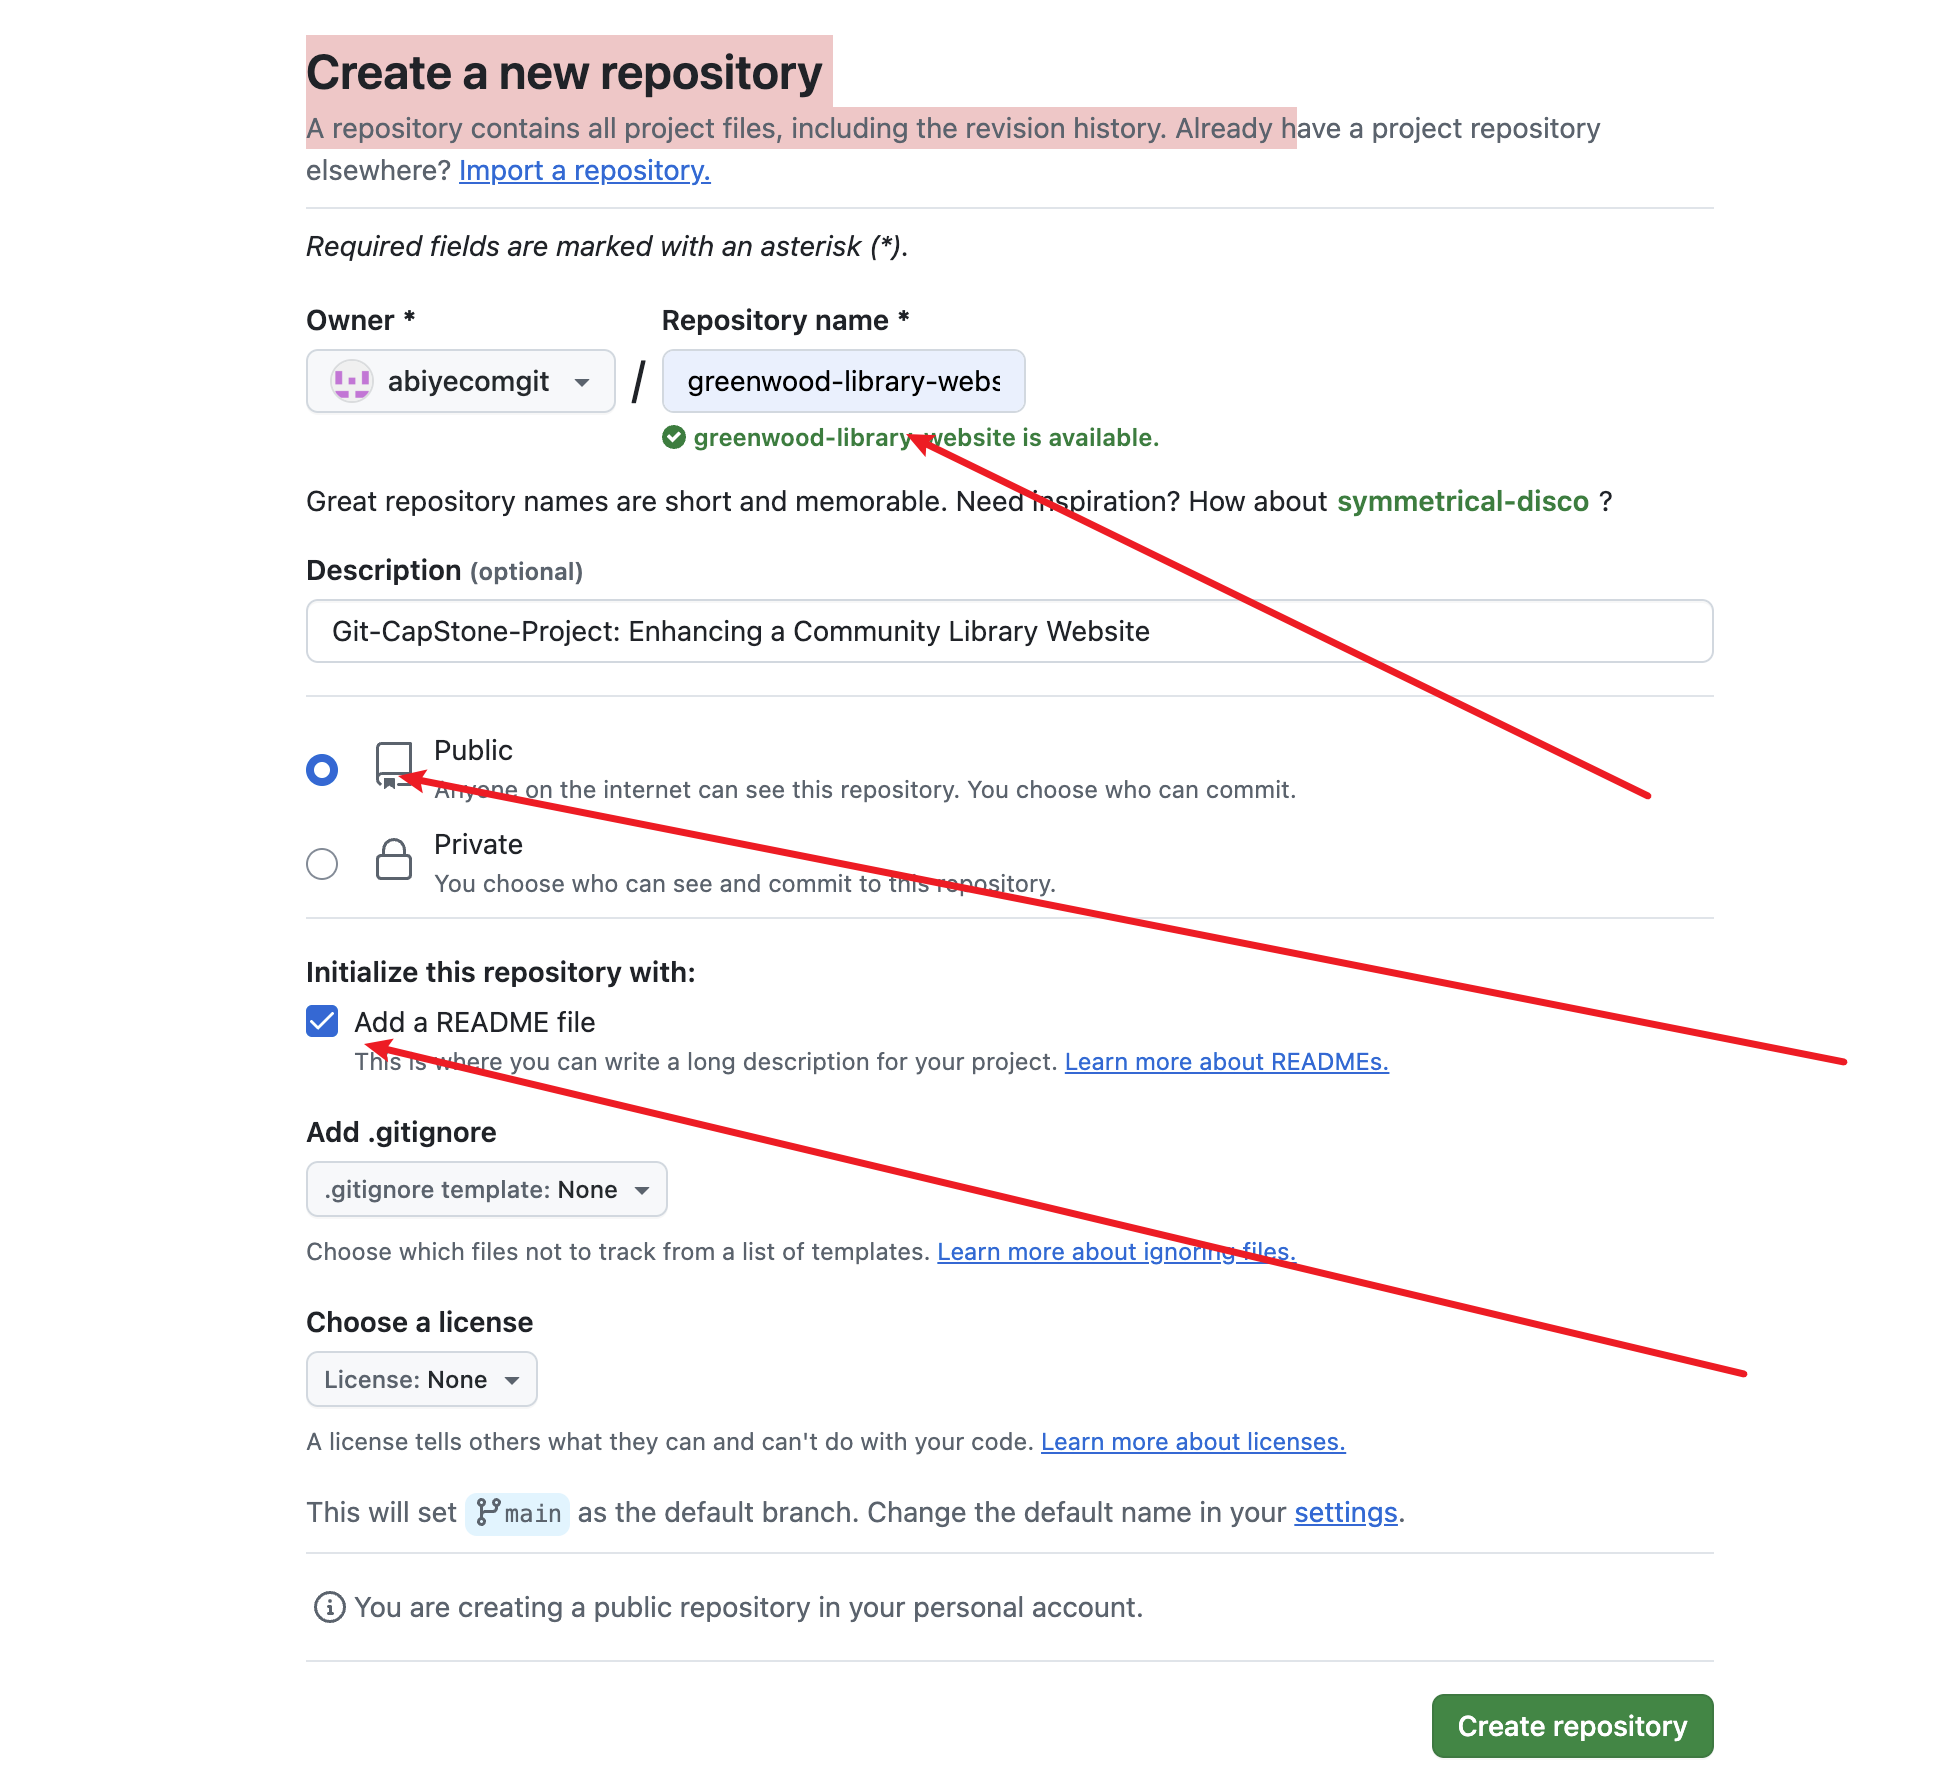 Create a new repository
A repository contains all project files, including the revision history. Already have a project repository
elsewhere? Import a repository.
Required fields are marked with an asterisk (*).
Owner *
Repository name *
abiyecomgit
/
greenwood-library-webs
greenwood-library-website is available.
Great repository names are short and memorable. Need inspiration? How about symmetrical-disco ?
Description (optional)
Git-CapStone-Project: Enhancing a Community Library Website
Public
Anyone on the internet can see this repository. You choose who can commit.
Private
You choose who can see and commit to this repository.
Initialize this repository with:
Add a README file
This is where you can write a long description for your project. Learn more about READMEs.
Add .gitignore
.gitignore template: None
Choose which files not to track from a list of templates. Learn more about ignoring files.
Choose a license
License: None
A license tells others what they can and can't do with your code. Learn more about licenses.
This will set main as the default branch. Change the default name in your settings.
You are creating a public repository in your personal account.
Create repository